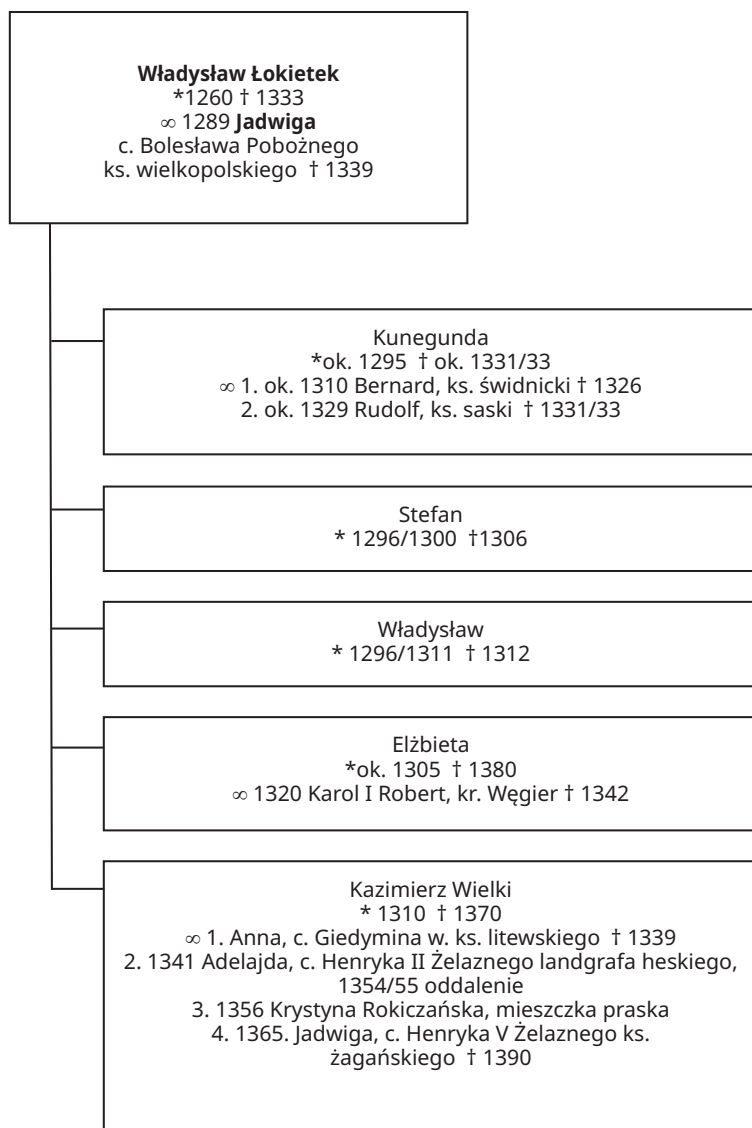 Władysław Łokietek
*1260 † 1333
∞ 1289 Jadwiga
c. Bolesława Pobożnego
ks. wielkopolskiego † 1339
Kunegunda
*ok. 1295 † ok. 1331/33
∞ 1. ok. 1310 Bernard, ks. świdnicki † 1326
2. ok. 1329 Rudolf, ks. saski † 1331/33
Stefan
* 1296/1300 †1306
Władysław
* 1296/1311 † 1312
Elżbieta
*ok. 1305 † 1380
∞ 1320 Karol I Robert, kr. Węgier † 1342
Kazimierz Wielki
* 1310 † 1370
∞ 1. Anna, c. Giedymina w. ks. litewskiego † 1339
2. 1341 Adelajda, c. Henryka II Żelaznego landgrafa heskiego,
1354/55 oddalenie
3. 1356 Krystyna Rokiczańska, mieszczka praska
4. 1365. Jadwiga, c. Henryka V Żelaznego ks.
żagańskiego † 1390